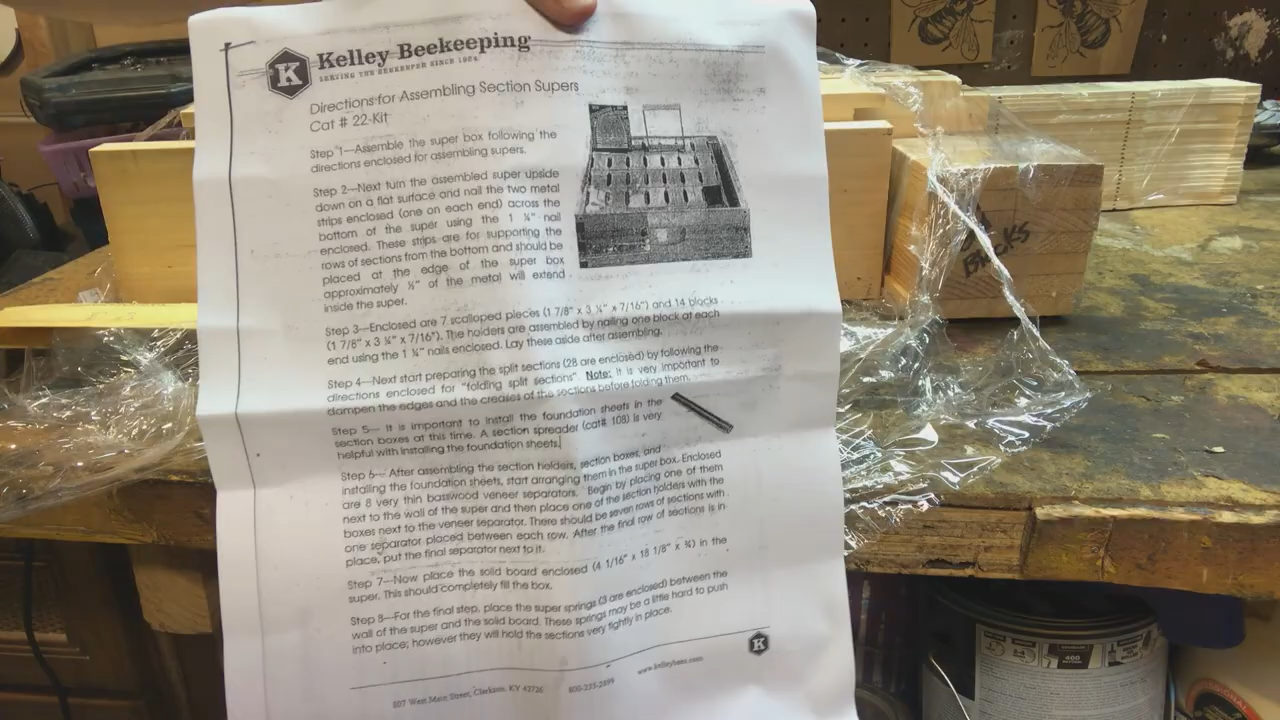 K
Kelley Beekeeping
SERVING THE BEEKEEPER SINCE 1924
Directions for Assembling Section Supers
Cat # 22-Kit
Step 1—Assemble the super box following the
directions enclosed for assembling supers.
Step 2—Next turn the assembled super upside
down on a flat surface and nail the two metal
strips enclosed (one on each end) across the
bottom of the super using the 1 ¼" nail
enclosed. These strips are for supporting the
rows of sections from the bottom and should be
placed at the edge of the super box
approximately ½" of the metal will extend
inside the super.
Step 3—Enclosed are 7 scalloped pieces (1 7/8" x 3 ¼" x 7/16") and 14 blocks
(1 7/8" x 3 ¼" x 7/16"). The holders are assembled by nailing one block at each
end using the 1 ¼" nails enclosed. Lay these aside after assembling.
Step 4—Next start preparing the split sections (28 are enclosed) by following the
directions enclosed for "folding split sections". Note: It is very important to
dampen the edges and the creases of the sections before folding them.
Step 5— It is important to install the foundation sheets in the
section boxes at this time. A section spreader (cat# 108) is very
helpful with installing the foundation sheets.
Step 6— After assembling the section holders, section boxes, and
installing the foundation sheets, start arranging them in the super box. Enclosed
are 8 very thin basswood veneer separators. Begin by placing one of them
next to the wall of the super and then place one of the section holders with the
boxes next to the veneer separator. There should be seven rows of sections with
one separator placed between each row. After the final row of sections is in
place, put the final separator next to it.
Step 7—Now place the solid board enclosed (4 1/16" x 18 1/8" x ¾) in the
super. This should completely fill the box.
Step 8—For the final step, place the super springs (3 are enclosed) between the
wall of the super and the solid board. These springs may be a little hard to push
into place; however they will hold the sections very tightly in place.
K
807 West Main Street, Clarkson, KY 42726 800-233-2899 www.kelleybees.com
Blocks
400